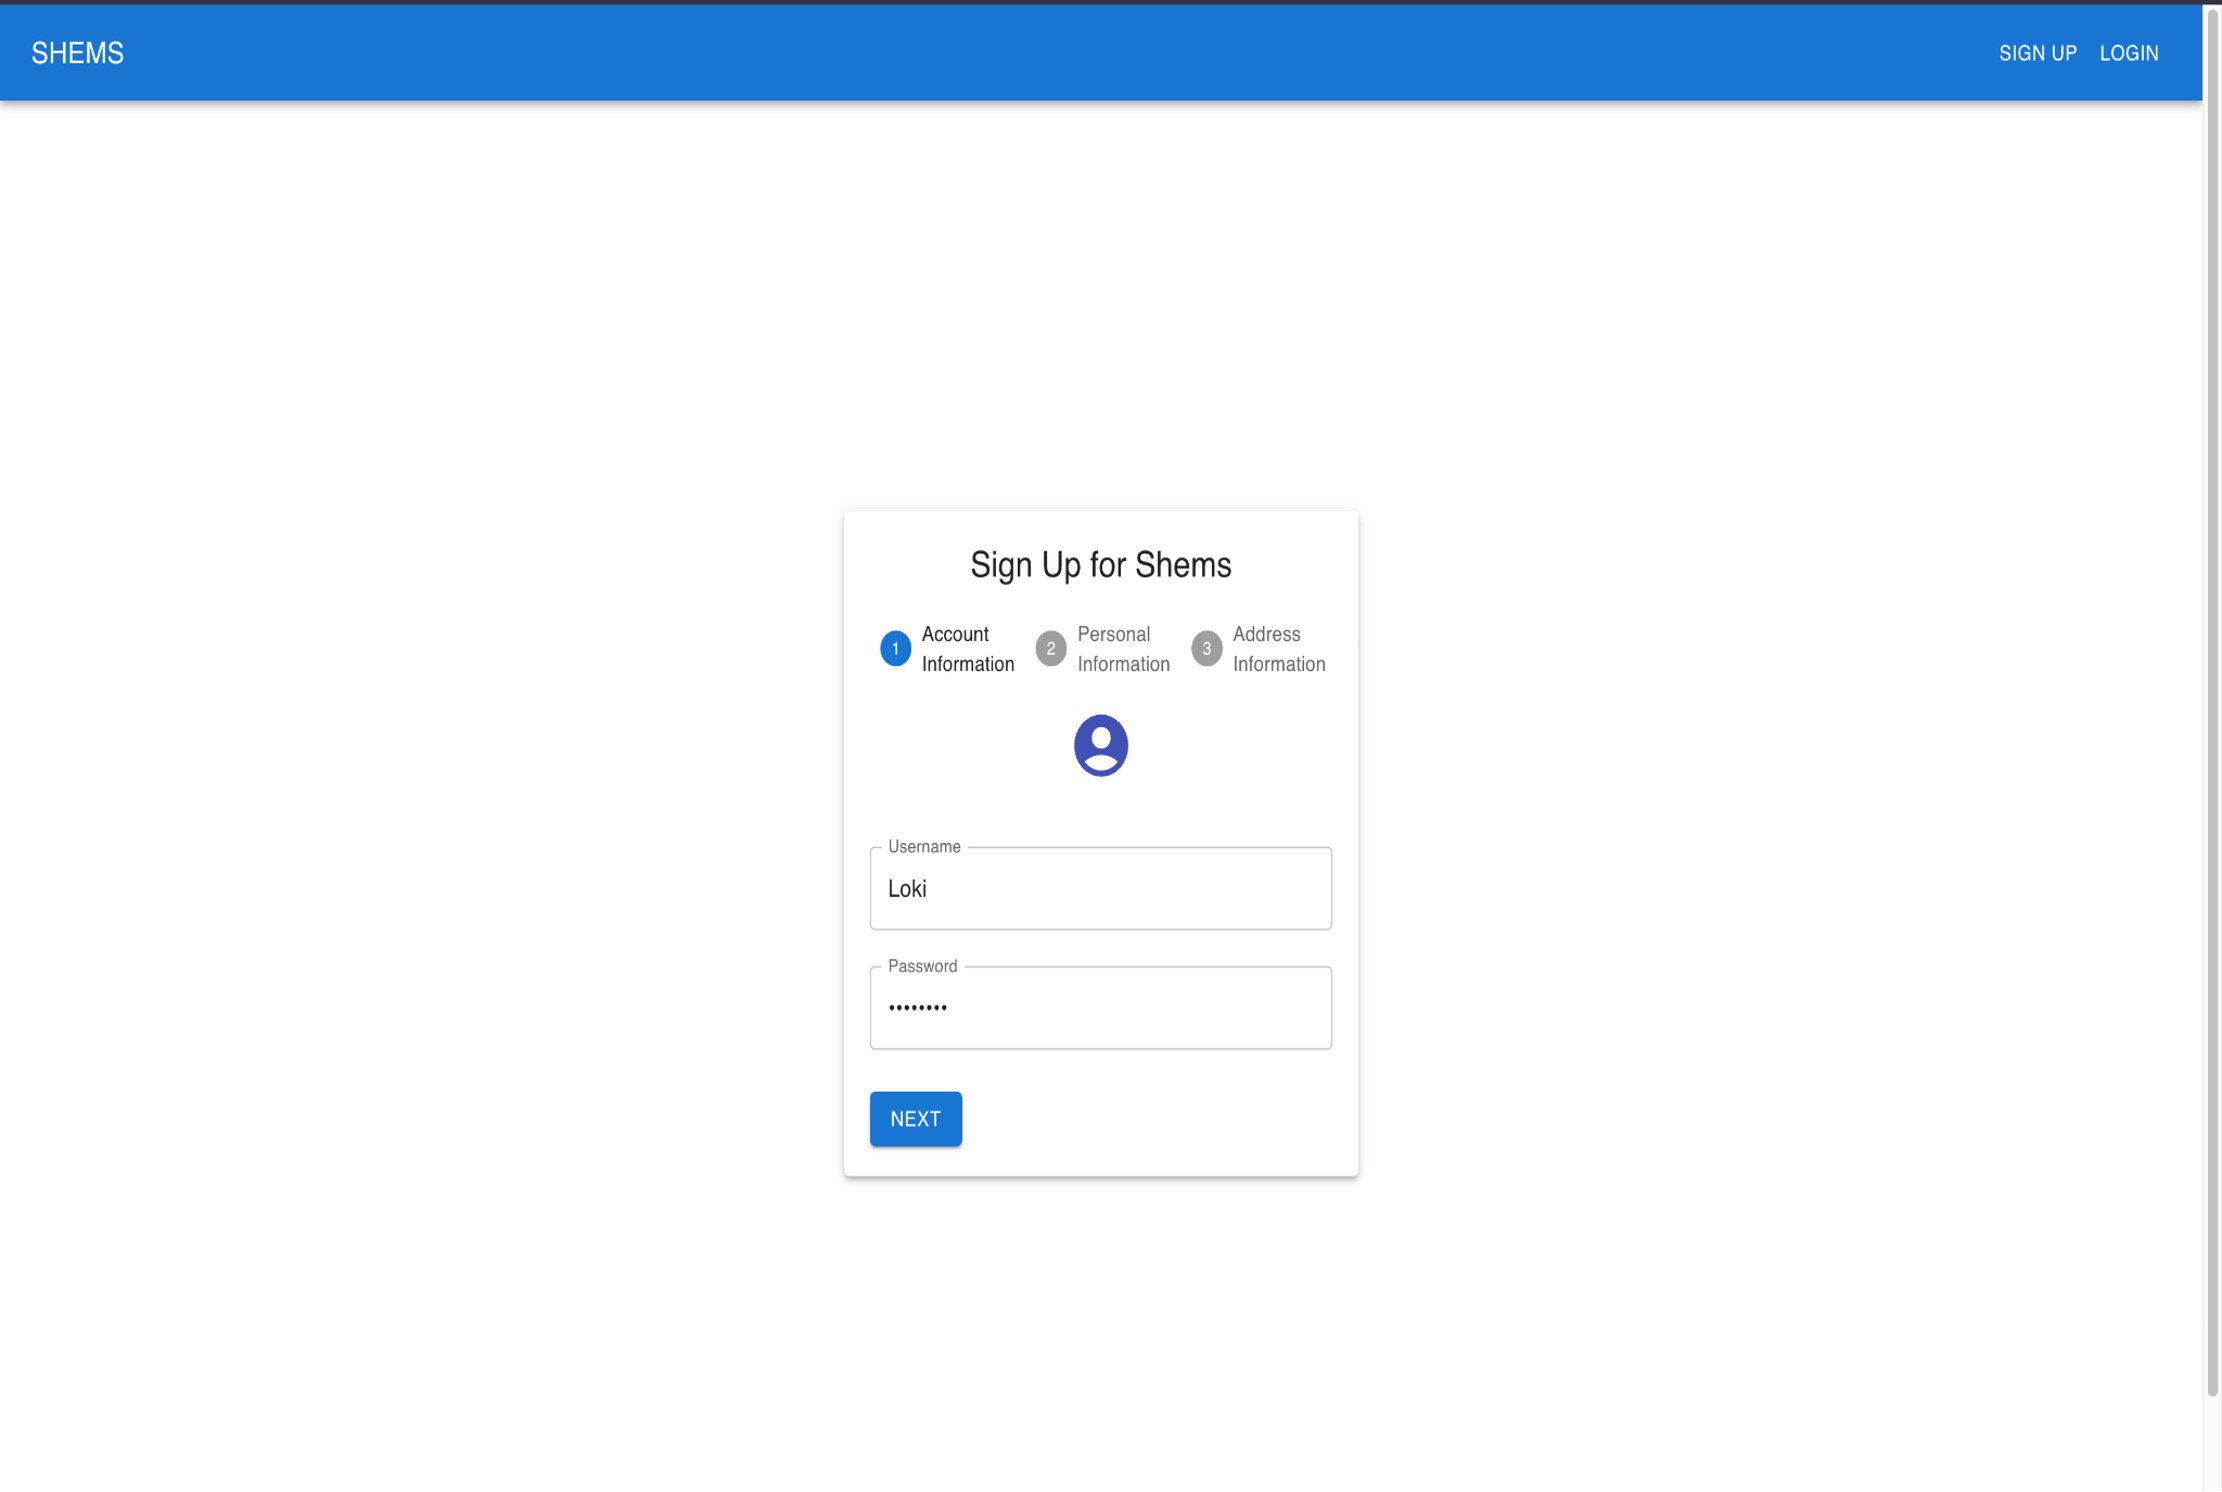 SHEMS
SIGN UP LOGIN
Sign Up for Shems
1 Account Information
2 Personal Information
3 Address Information
Username
Loki
Password
••••••••
NEXT